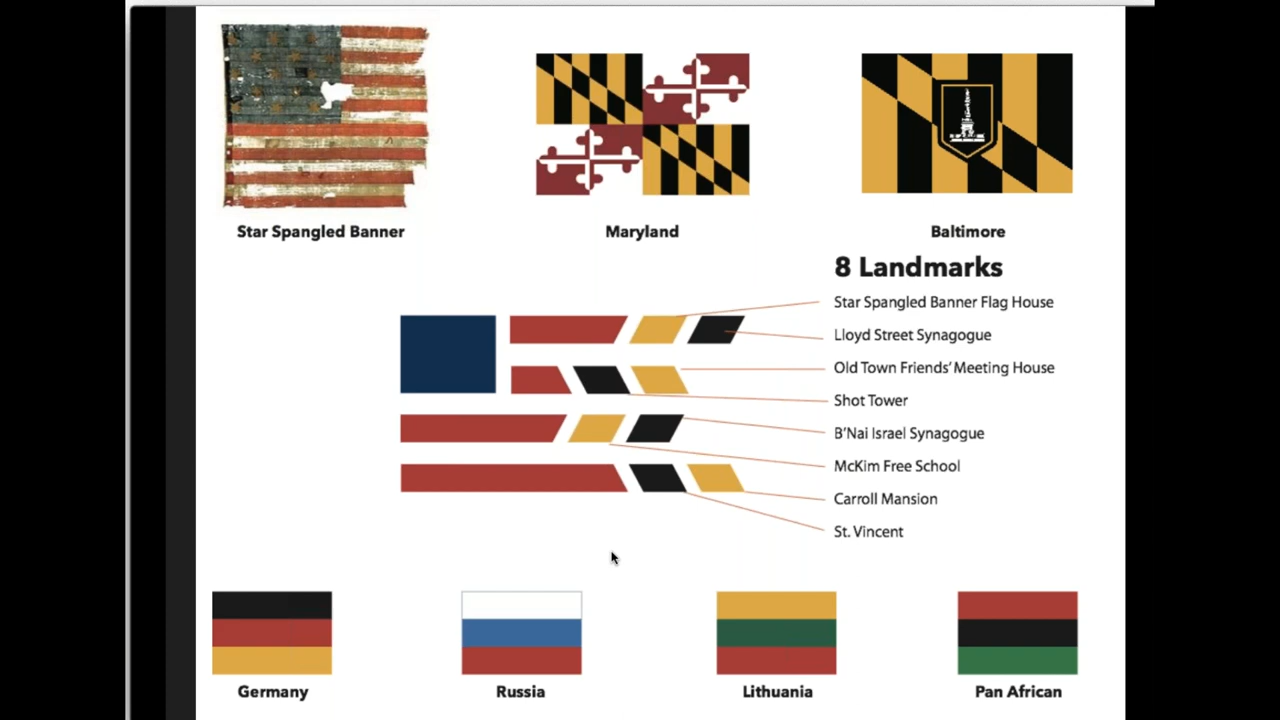 Star Spangled Banner
Maryland
Baltimore
8 Landmarks
Star Spangled Banner Flag House
Lloyd Street Synagogue
Old Town Friends’ Meeting House
Shot Tower
B’Nai Israel Synagogue
McKim Free School
Carroll Mansion
St. Vincent
Germany
Russia
Lithuania
Pan African